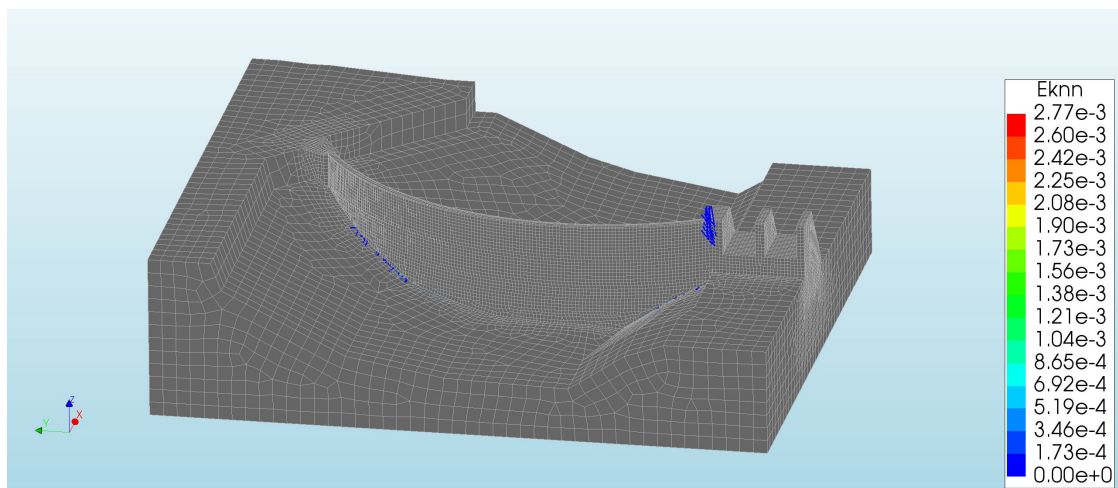 Eknn
2.77e-3
2.60e-3
2.42e-3
2.25e-3
2.08e-3
1.90e-3
1.73e-3
1.56e-3
1.38e-3
1.21e-3
1.04e-3
8.65e-4
6.92e-4
5.19e-4
3.46e-4
1.73e-4
0.00e+0
Z
X
Y